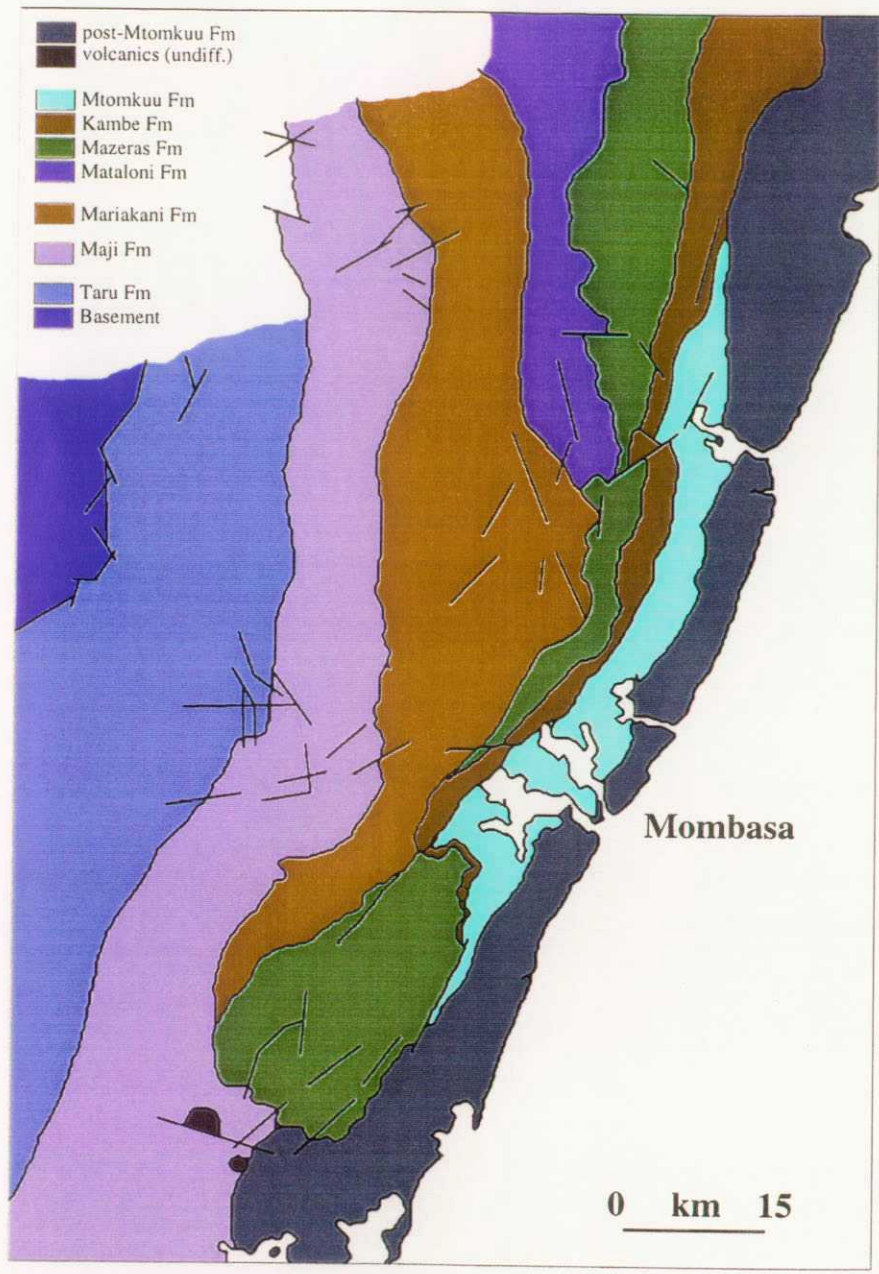 post-Mtomkuu Fm
volcanics (undiff.)
Mtomkuu Fm
Kambe Fm
Mazeras Fm
Mataloni Fm
Mariakani Fm
Maji Fm
Taru Fm
Basement
Mombasa
0 km 15